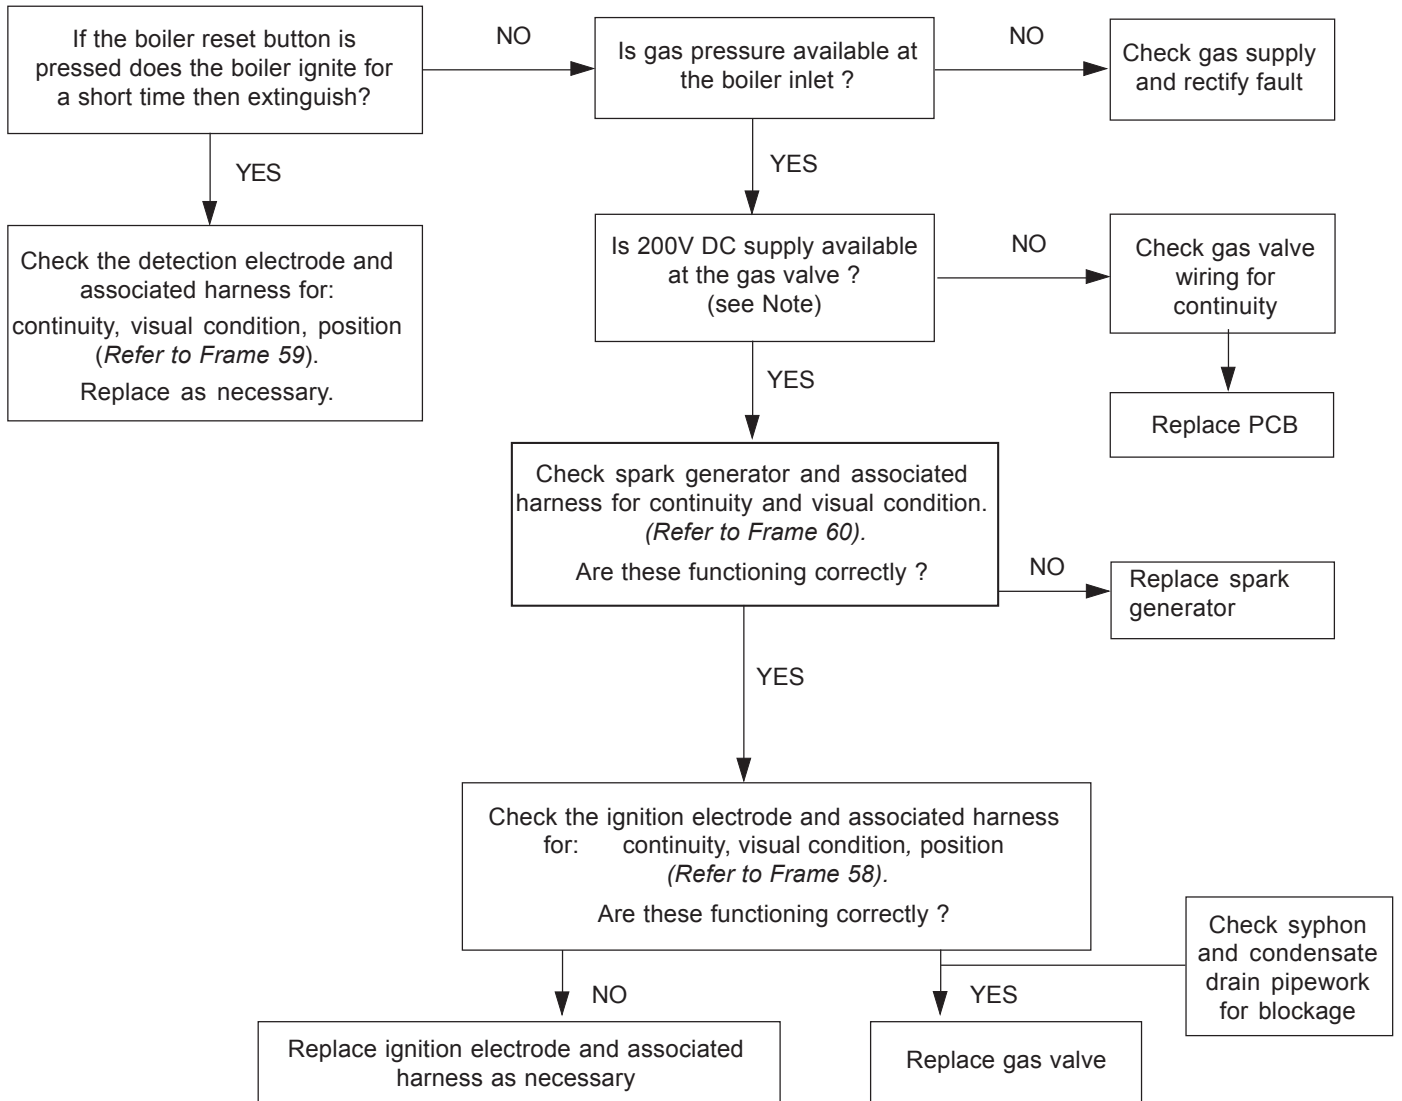 If the boiler reset button is
pressed does the boiler ignite for
a short time then extinguish?
NO
Is gas pressure available at
the boiler inlet ?
NO
Check gas supply
and rectify fault
YES
YES
Check the detection electrode and
associated harness for:
continuity, visual condition, position
(Refer to Frame 59).
Replace as necessary.
Is 200V DC supply available
at the gas valve ?
(see Note)
NO
Check gas valve
wiring for
continuity
YES
Replace PCB
Check spark generator and associated
harness for continuity and visual condition.
(Refer to Frame 60).
Are these functioning correctly ?
NO
Replace spark
generator
YES
Check the ignition electrode and associated harness
for: continuity, visual condition, position
(Refer to Frame 58).
Are these functioning correctly ?
Check syphon
and condensate
drain pipework
for blockage
NO
YES
Replace ignition electrode and associated
harness as necessary
Replace gas valve